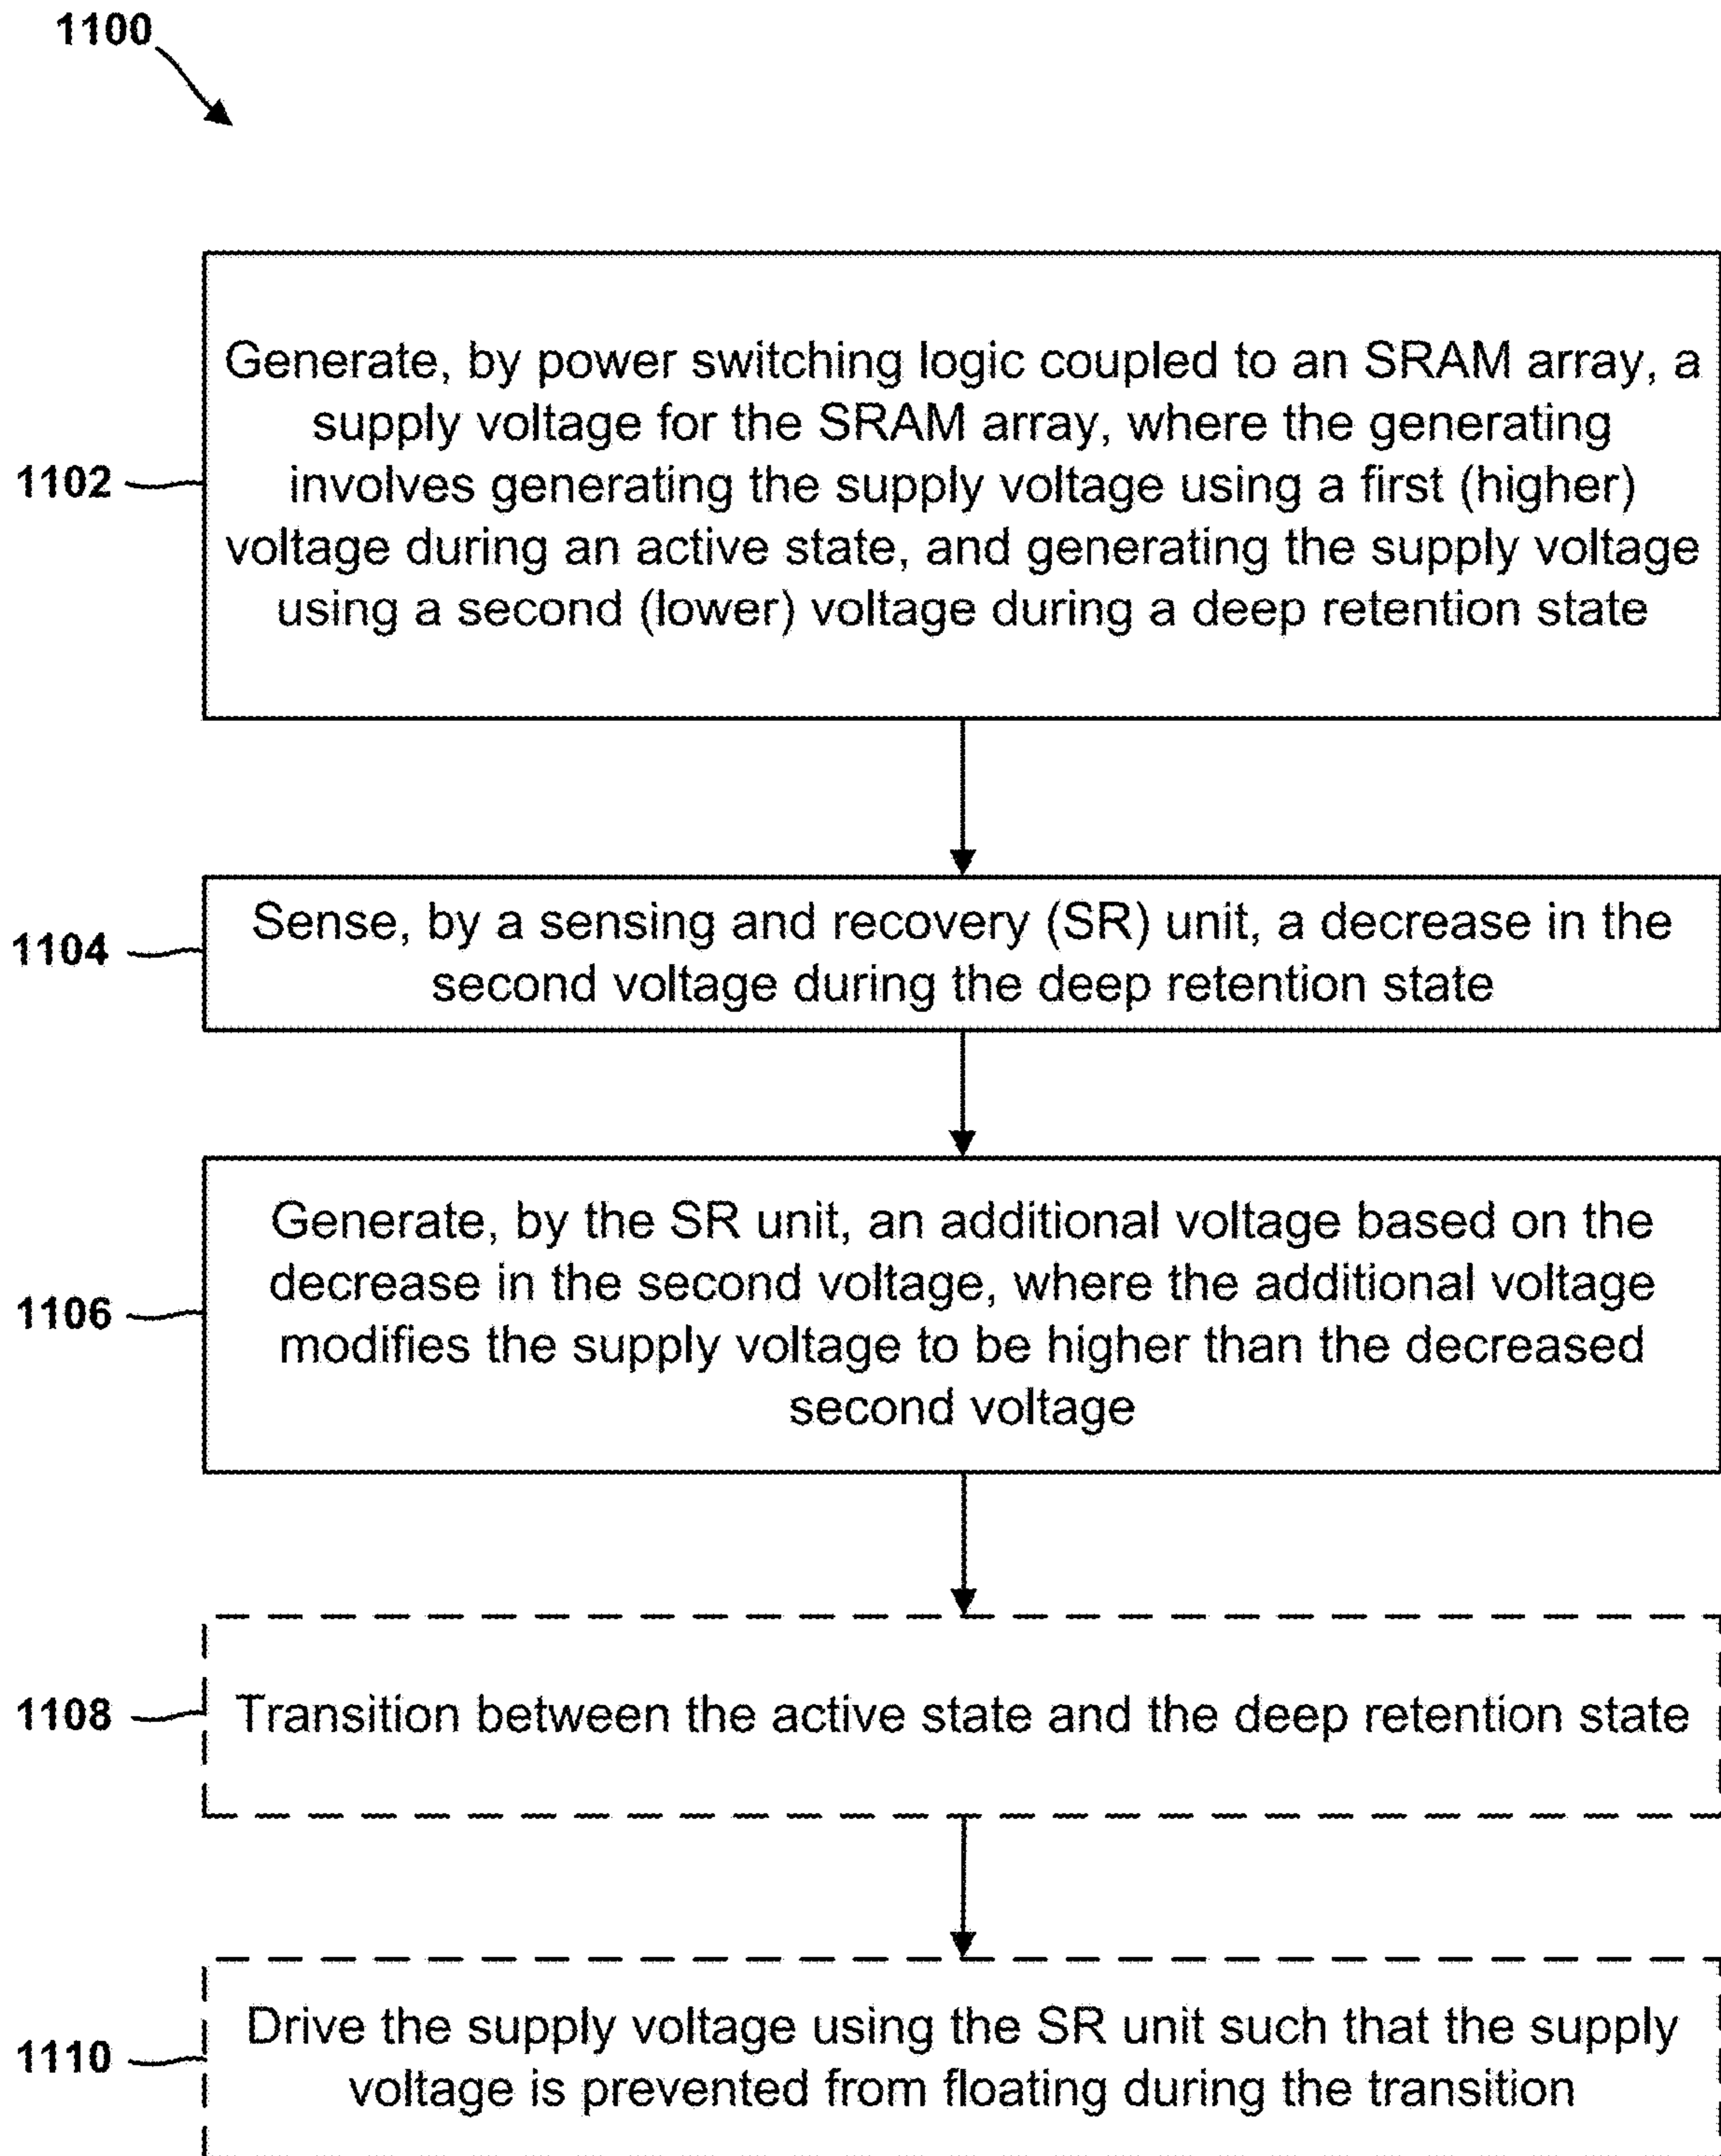 1100
Generate, by power switching logic coupled to an SRAM array, a
supply voltage for the SRAM array, where the generating
involves generating the supply voltage using a first (higher)
voltage during an active state, and generating the supply voltage
using a second (lower) voltage during a deep retention state
1102
Sense, by a sensing and recovery (SR) unit, a decrease in the
second voltage during the deep retention state
1104
Generate, by the SR unit, an additional voltage based on the
decrease in the second voltage, where the additional voltage
modifies the supply voltage to be higher than the decreased
second voltage
1106
Transition between the active state and the deep retention state
1108
Drive the supply voltage using the SR unit such that the supply
voltage is prevented from floating during the transition
1110